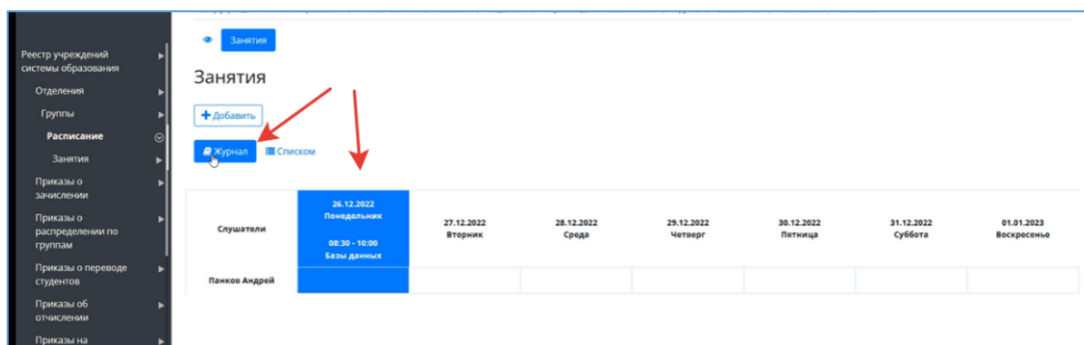 Занятия
Реестр учреждений
системы образования
Отделения
Группы
Расписание
Занятия
Приказы о
зачислении
Приказы о
распределении по
группам
Приказы о переводе
студентов
Приказы об
отчислении
Приказы на
Занятия
Добавить
Журнал Списком
Слушатели
26.12.2022
Понедельник
08:30 - 10:00
Базы данных
27.12.2022
Вторник
28.12.2022
Среда
29.12.2022
Четверг
30.12.2022
Пятница
31.12.2022
Суббота
01.01.2023
Воскресенье
Панков Андрей